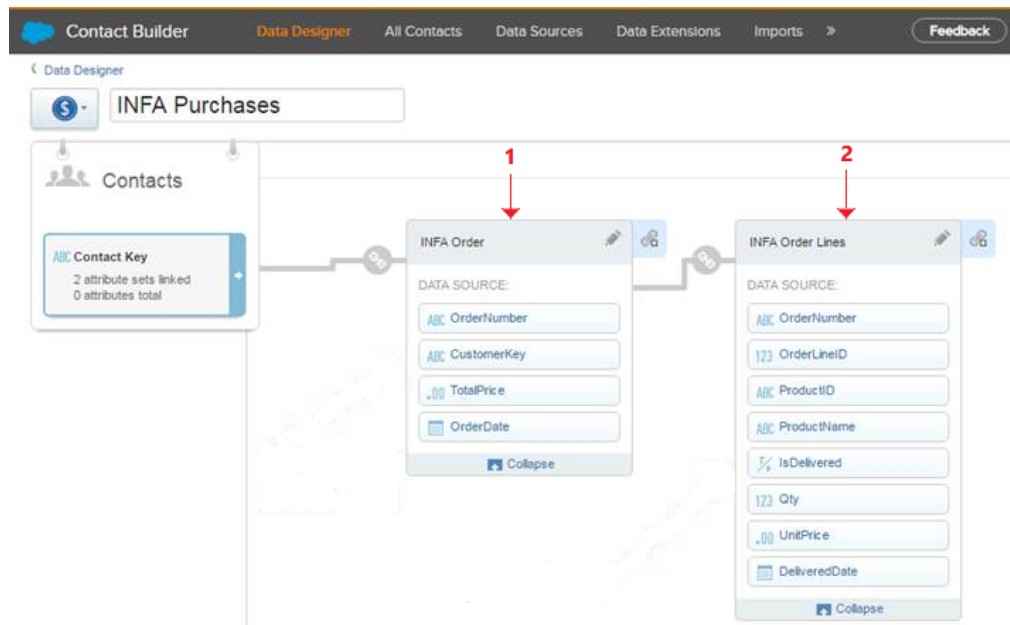 Contact Builder Data Designer All Contacts Data Sources Data Extensions Imports » Feedback
Data Designer
INFA Purchases
1 2
Contacts
INFA Order INFA Order Lines
ABC Contact Key
2 attribute sets linked
0 attributes total
DATA SOURCE: DATA SOURCE:
ABC OrderNumber ABC OrderNumber
ABC CustomerKey 123 OrderLineID
.00 TotalPrice ABC ProductID
OrderDate ABC ProductName
Collapse T/F IsDelivered
123 Qty
.00 UnitPrice
DeliveredDate
Collapse